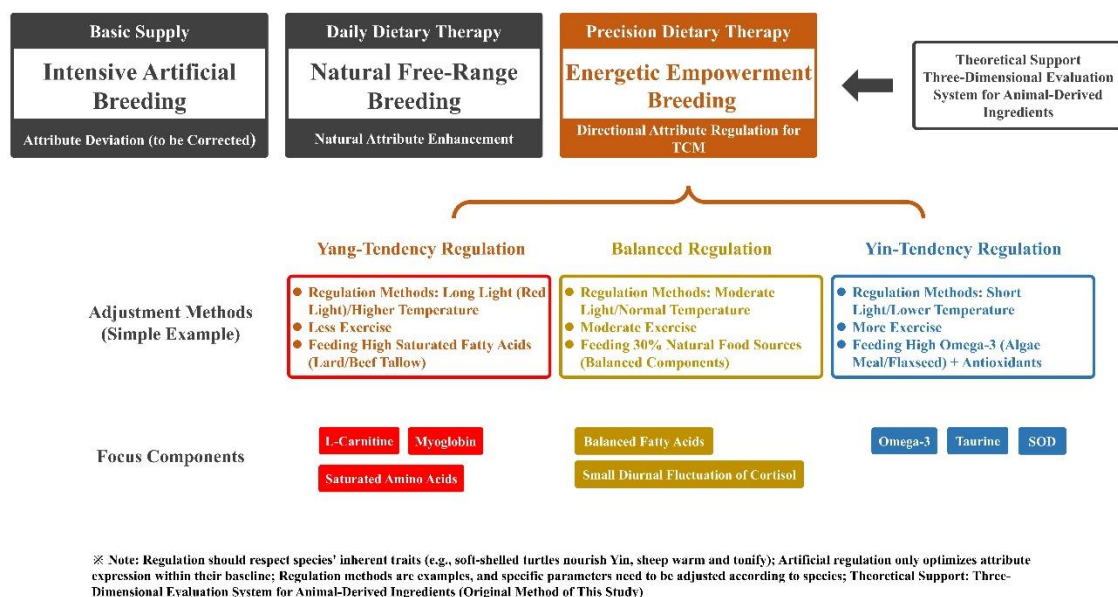 Basic Supply
Intensive Artificial
Breeding
Attribute Deviation (to be Corrected)
Daily Dietary Therapy
Natural Free-Range
Breeding
Natural Attribute Enhancement
Precision Dietary Therapy
Energetic Empowerment
Breeding
Directional Attribute Regulation for
TCM
Theoretical Support
Three-Dimensional Evaluation
System for Animal-Derived
Ingredients
Yang-Tendency Regulation
Balanced Regulation
Yin-Tendency Regulation
Adjustment Methods
(Simple Example)
● Regulation Methods: Long Light (Red
Light)/Higher Temperature
● Less Exercise
● Feeding High Saturated Fatty Acids
(Lard/Beef Tallow)
● Regulation Methods: Moderate
Light/Normal Temperature
● Moderate Exercise
● Feeding 30% Natural Food Sources
(Balanced Components)
● Regulation Methods: Short
Light/Lower Temperature
● More Exercise
● Feeding High Omega-3 (Algae
Meal/Flaxseed) + Antioxidants
Focus Components
L-Carnitine
Myoglobin
Saturated Amino Acids
Balanced Fatty Acids
Small Diurnal Fluctuation of Cortisol
Omega-3
Taurine
SOD
※ Note: Regulation should respect species' inherent traits (e.g., soft-shelled turtles nourish Yin, sheep warm and tonify); Artificial regulation only optimizes attribute
expression within their baseline; Regulation methods are examples, and specific parameters need to be adjusted according to species; Theoretical Support: Three-
Dimensional Evaluation System for Animal-Derived Ingredients (Original Method of This Study)